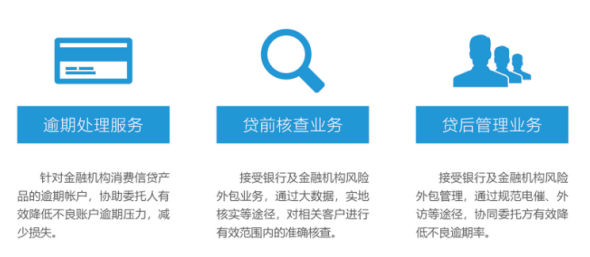 逾期处理服务
针对金融机构消费信贷产
品的逾期帐户，协助委托人有
效降低不良账户逾期压力，减
少损失。
贷前核查业务
接受银行及金融机构风险
外包业务，通过大数据，实地
核实等途径，对相关客户进行
有效范围内的准确核查。
贷后管理业务
接受银行及金融机构风险
外包管理，通过规范电催、外
访等途径，协同委托方有效降
低不良逾期率。